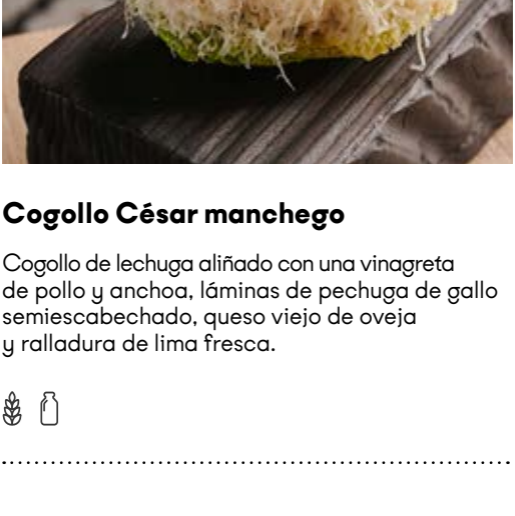 Cogollo César manchego
Cogollo de lechuga aliñado con una vinagreta
de pollo y anchoa, láminas de pechuga de gallo
semiescabechado, queso viejo de oveja
y ralladura de lima fresca.